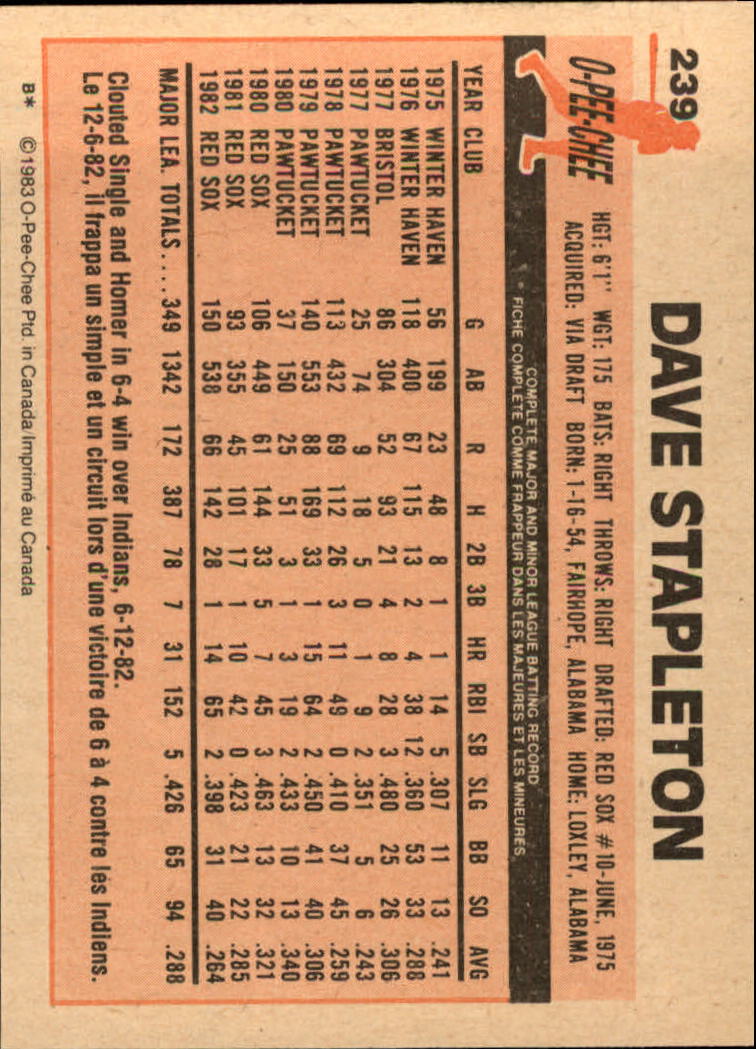 239
DAVE STAPLETON
O-PEE-CHEE
HGT: 6'1" WGT: 175 BATS: RIGHT THROWS: RIGHT DRAFTED: RED SOX #10-JUNE, 1975
ACQUIRED: VIA DRAFT BORN: 1-16-54, FAIRHOPE, ALABAMA HOME: LOXLEY, ALABAMA
COMPLETE MAJOR AND MINOR LEAGUE BATTING RECORD
FICHE COMPLÈTE COMME FRAPPEUR DANS LES MAJEURES ET LES MINEURES
YEAR CLUB G AB R H 2B 3B HR RBI SB SLG BB SO AVG
1975 WINTER HAVEN 56 199 23 48 8 1 1 14 5 .307 11 13 .241
1976 WINTER HAVEN 118 400 67 115 13 2 4 38 12 .360 53 33 .288
1977 BRISTOL 86 304 52 93 21 4 8 28 3 .480 25 26 .306
1977 PAWTUCKET 25 74 9 18 5 0 1 9 2 .351 5 6 .243
1978 PAWTUCKET 113 432 69 112 26 3 11 49 0 .410 37 45 .259
1979 PAWTUCKET 140 553 88 169 33 1 15 64 2 .450 41 40 .306
1980 PAWTUCKET 37 150 25 51 3 1 3 19 2 .433 10 13 .340
1980 RED SOX 106 449 61 144 33 5 7 45 3 .463 13 32 .321
1981 RED SOX 93 355 45 101 17 1 10 42 0 .423 21 22 .285
1982 RED SOX 150 538 66 142 28 1 14 65 2 .398 31 40 .264
MAJOR LEA. TOTALS.... 349 1342 172 387 78 7 31 152 5 .426 65 94 .288
Clouted Single and Homer in 6-4 win over Indians, 6-12-82.
Le 12-6-82, il frappa un simple et un circuit lors d'une victoire de 6 à 4 contre les Indiens.
B* ©1983 O-Pee-Chee Ptd. in Canada/Imprimé au Canada